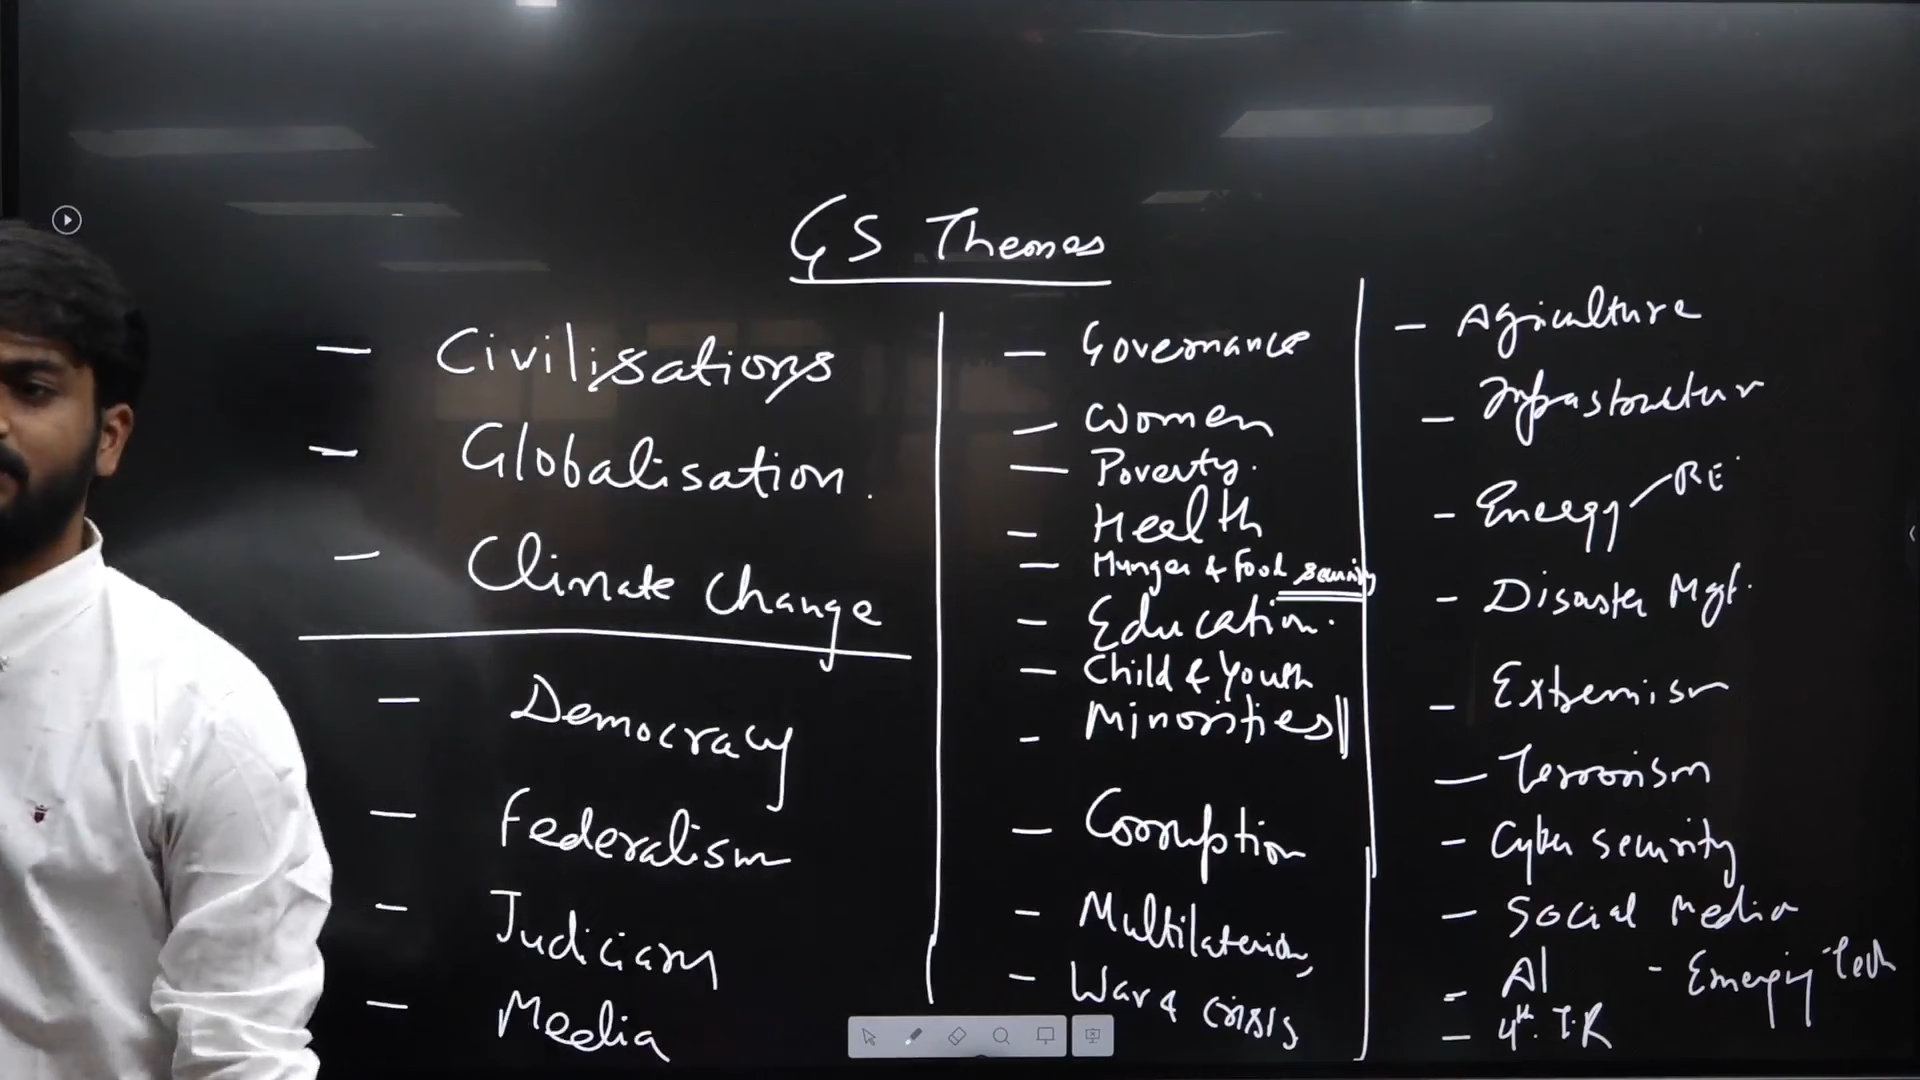 GS Themes
- Civilisations
- Globalisation.
- Climate Change
- Democracy
- Federalism
- Judiciary
- Media
- Governance
- Women
- Poverty.
- Health
- Hunger & Food Security
- Education.
- Child & Youth
- Minorities
- Corruption
- Multilaterism
- War & Crisis
- Agriculture
- Infrastructur
- Energy RE
- Disaster Mgt.
- Extremism
- Terrorism
- Cyber security
- Social Media
- AI - Emerging Tech
- 4th. I.R